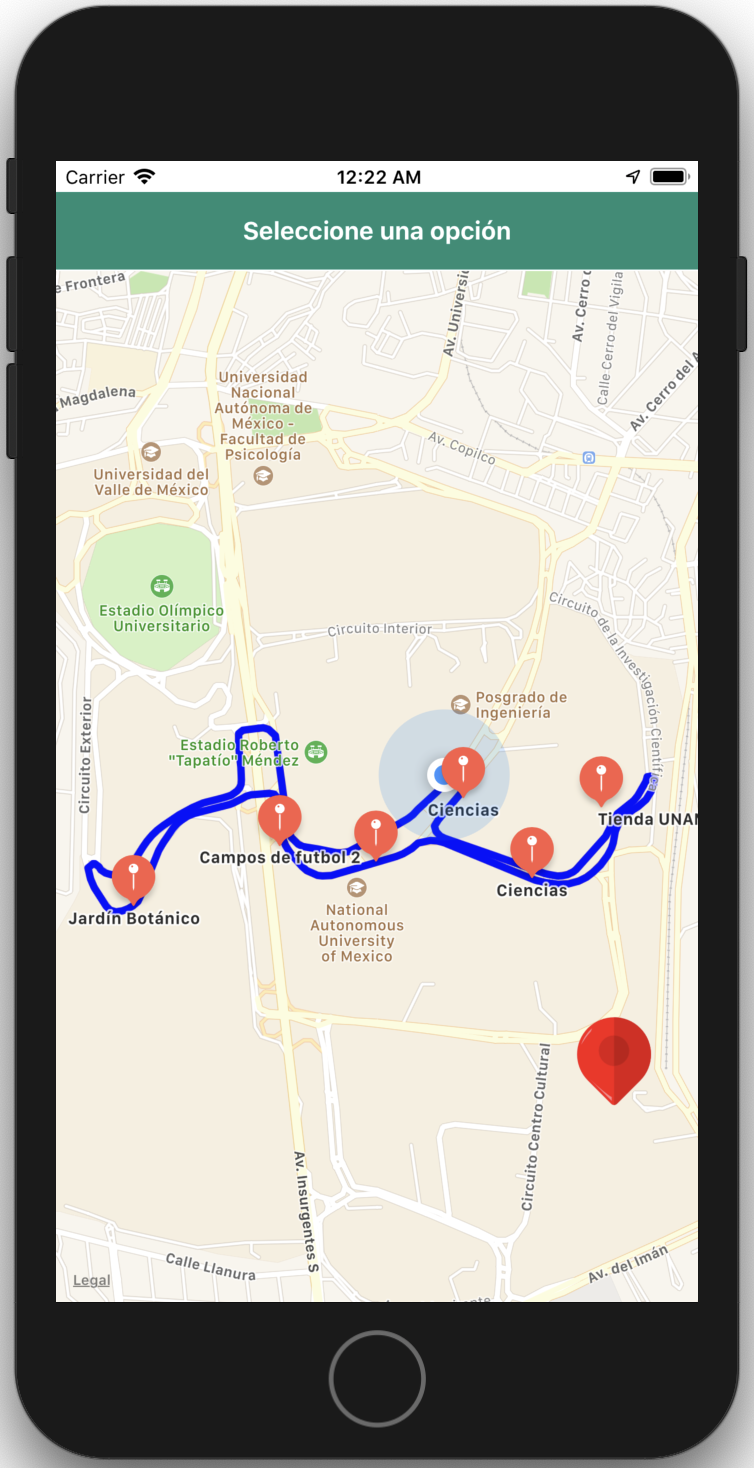 Carrier
12:22 AM
Seleccione una opción
e Frontera
Av. Universi
Av. Cerro
Calle Cerro del Vigila
Magdalena
Universidad
Nacional
Autónoma de
México -
Facultad de
Psicología
Av. Cerro del A
Av. Copilco
Universidad del
Valle de México
Estadio Olímpico
Universitario
Circuito de la Investigación Científica
Circuito Interior
Posgrado de
Ingeniería
Circuito Exterior
Estadio Roberto
"Tapatío" Méndez
Ciencias
Tienda UNAM
Campos de futbol 2
Ciencias
Jardín Botánico
National
Autonomous
University
of Mexico
Circuito Centro Cultural
Av. Insurgentes S
Calle Llanura
Av. del Imán
Legal